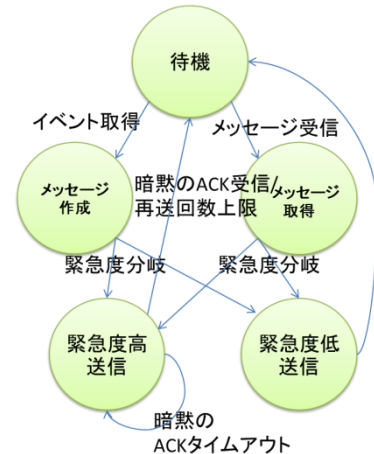 待機
イベント取得
メッセージ受信
メッセージ
作成
暗黙のACK受信/
再送回数上限
メッセージ
取得
緊急度分岐
緊急度分岐
緊急度高
送信
緊急度低
送信
暗黙の
ACKタイムアウト